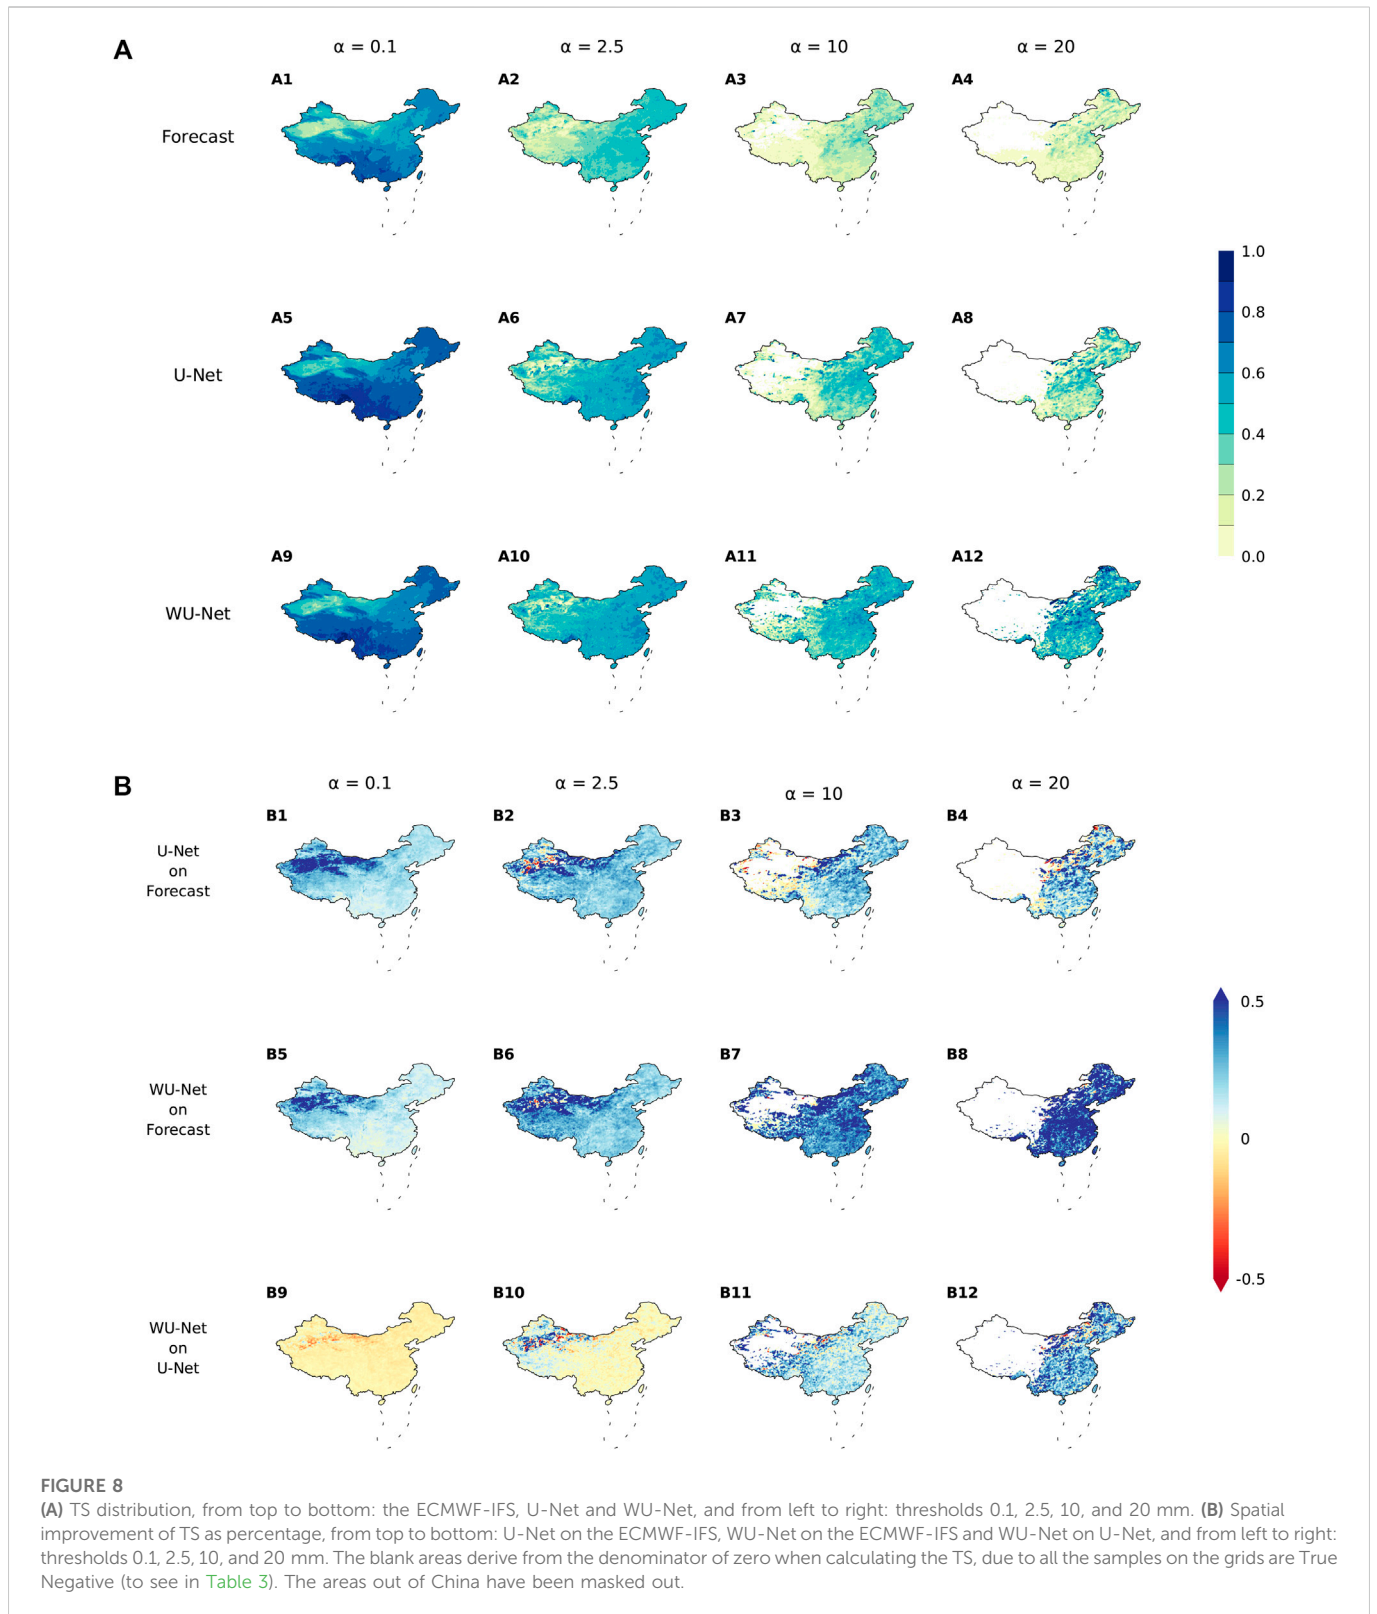 A
α = 0.1
α = 2.5
α = 10
α = 20
A1
A2
A3
A4
Forecast
A5
A6
A7
A8
U-Net
A9
A10
A11
A12
WU-Net
1.0
0.8
0.6
0.4
0.2
0.0
B
α = 0.1
α = 2.5
α = 10
α = 20
B1
B2
B3
B4
U-Net
on
Forecast
B5
B6
B7
B8
WU-Net
on
Forecast
B9
B10
B11
B12
WU-Net
on
U-Net
0.5
0
-0.5
FIGURE 8
(A) TS distribution, from top to bottom: the ECMWF-IFS, U-Net and WU-Net, and from left to right: thresholds 0.1, 2.5, 10, and 20 mm. (B) Spatial
improvement of TS as percentage, from top to bottom: U-Net on the ECMWF-IFS, WU-Net on the ECMWF-IFS and WU-Net on U-Net, and from left to right:
thresholds 0.1, 2.5, 10, and 20 mm. The blank areas derive from the denominator of zero when calculating the TS, due to all the samples on the grids are True
Negative (to see in Table 3). The areas out of China have been masked out.